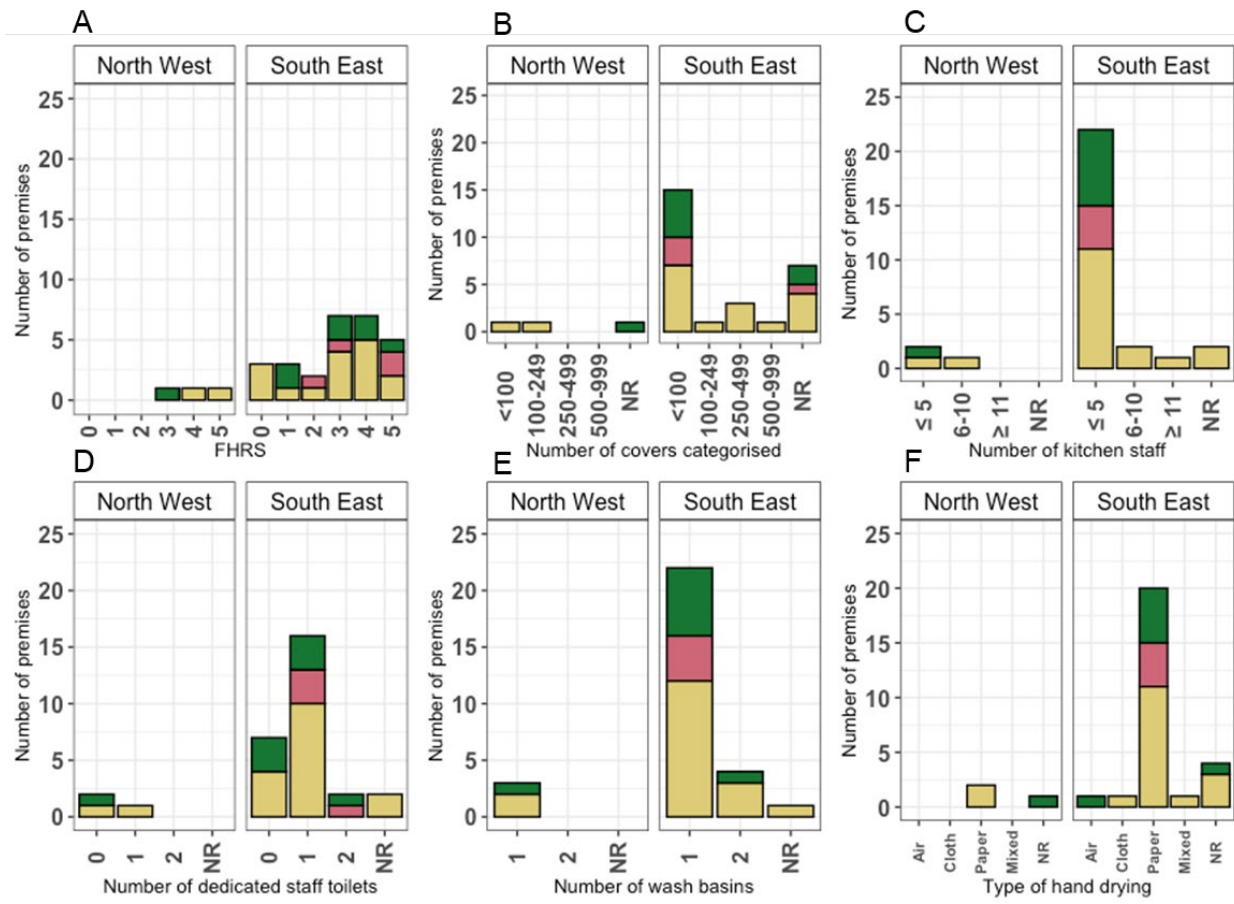 A
B
C
North West
South East
North West
South East
North West
South East
Number of premises
25
20
15
10
5
0
Number of premises
25
20
15
10
5
0
Number of premises
25
20
15
10
5
0
0 1 2 3 4 5
0 1 2 3 4 5
<100 100-249 250-499 500-999 NR
<100 100-249 250-499 500-999 NR
≤ 5 6-10 ≥ 11 NR
≤ 5 6-10 ≥ 11 NR
FHRS
Number of covers categorised
Number of kitchen staff
D
E
F
North West
South East
North West
South East
North West
South East
Number of premises
25
20
15
10
5
0
Number of premises
25
20
15
10
5
0
Number of premises
25
20
15
10
5
0
0 1 2 NR
0 1 2 NR
1 2 NR
1 2 NR
Air Cloth Paper Mixed NR
Air Cloth Paper Mixed NR
Number of dedicated staff toilets
Number of wash basins
Type of hand drying